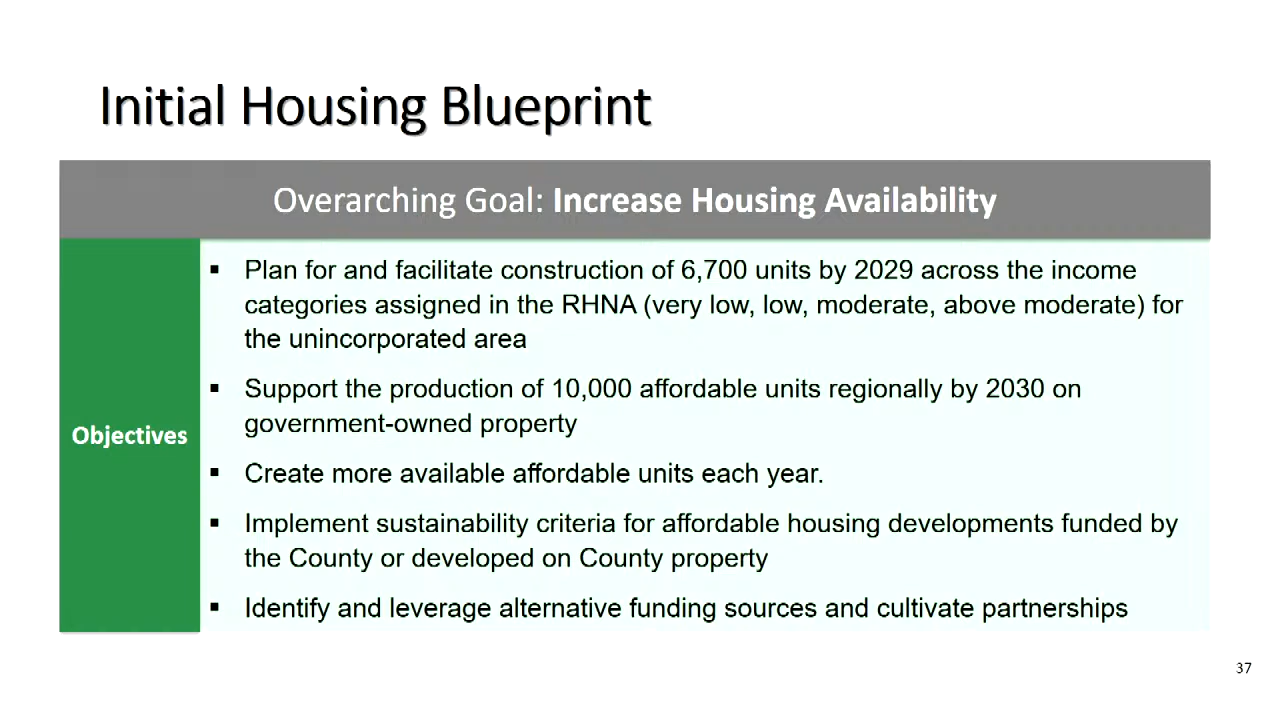 Initial Housing Blueprint
Overarching Goal: Increase Housing Availability
Objectives
▪ Plan for and facilitate construction of 6,700 units by 2029 across the income
categories assigned in the RHNA (very low, low, moderate, above moderate) for
the unincorporated area
▪ Support the production of 10,000 affordable units regionally by 2030 on
government-owned property
▪ Create more available affordable units each year.
▪ Implement sustainability criteria for affordable housing developments funded by
the County or developed on County property
▪ Identify and leverage alternative funding sources and cultivate partnerships
37